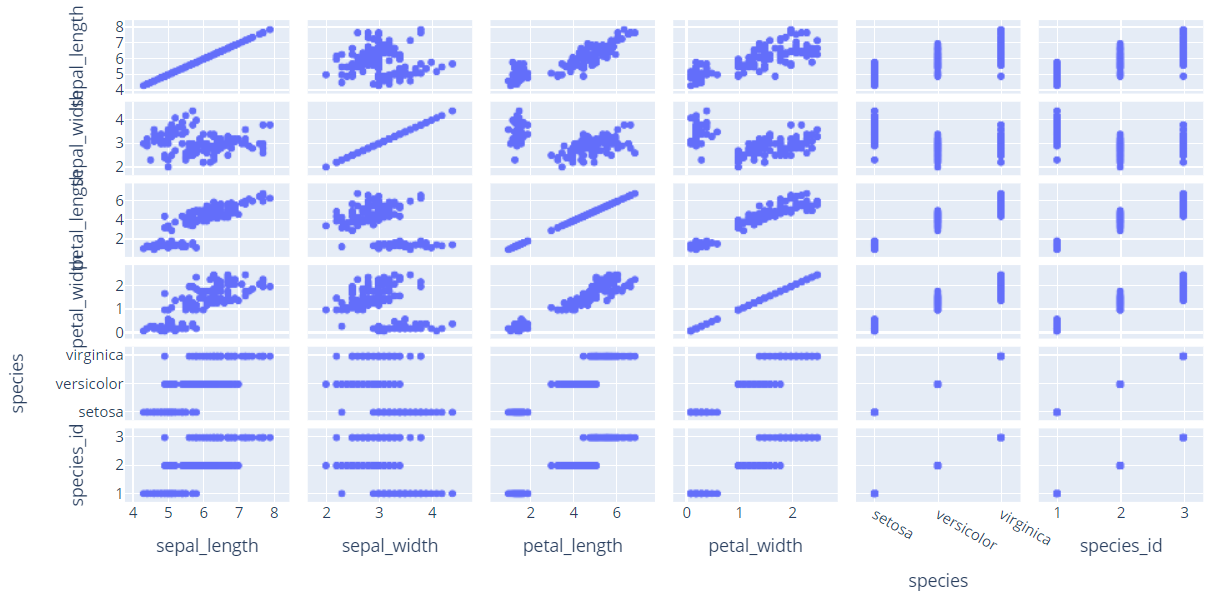 sepal_length
8
7
6
5
4
sepal_width
4
3
2
petal_length
6
4
2
petal_width
2
1
0
species
virginica
versicolor
setosa
species_id
3
2
1
4 5 6 7 8 2 3 4 2 4 6 0 1 2 setosa versicolor virginica 1 2 3
sepal_length sepal_width petal_length petal_width species_id
species